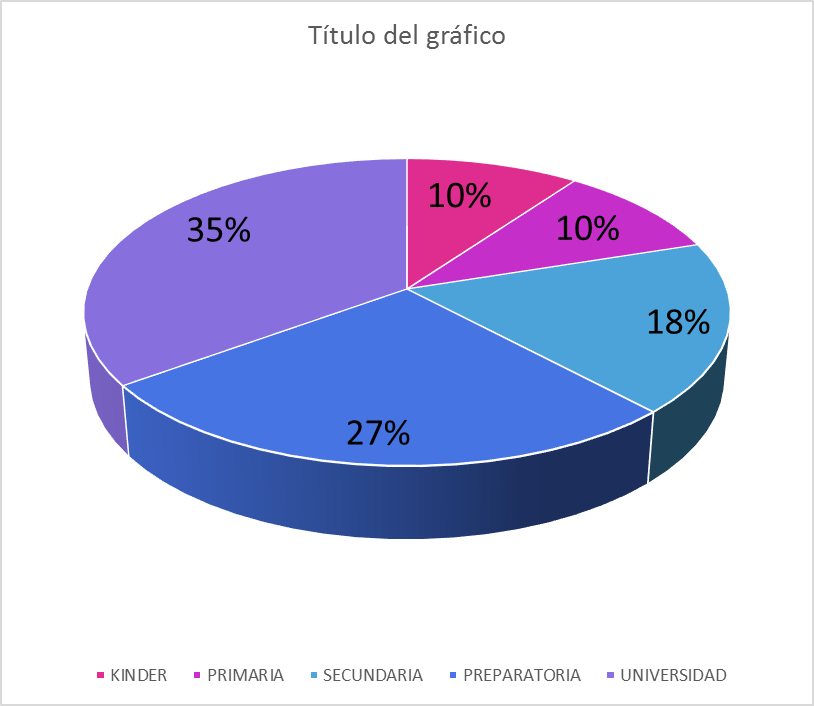 Título del gráfico
10%
35%
10%
18%
27%
KINDER PRIMARIA SECUNDARIA PREPARATORIA UNIVERSIDAD